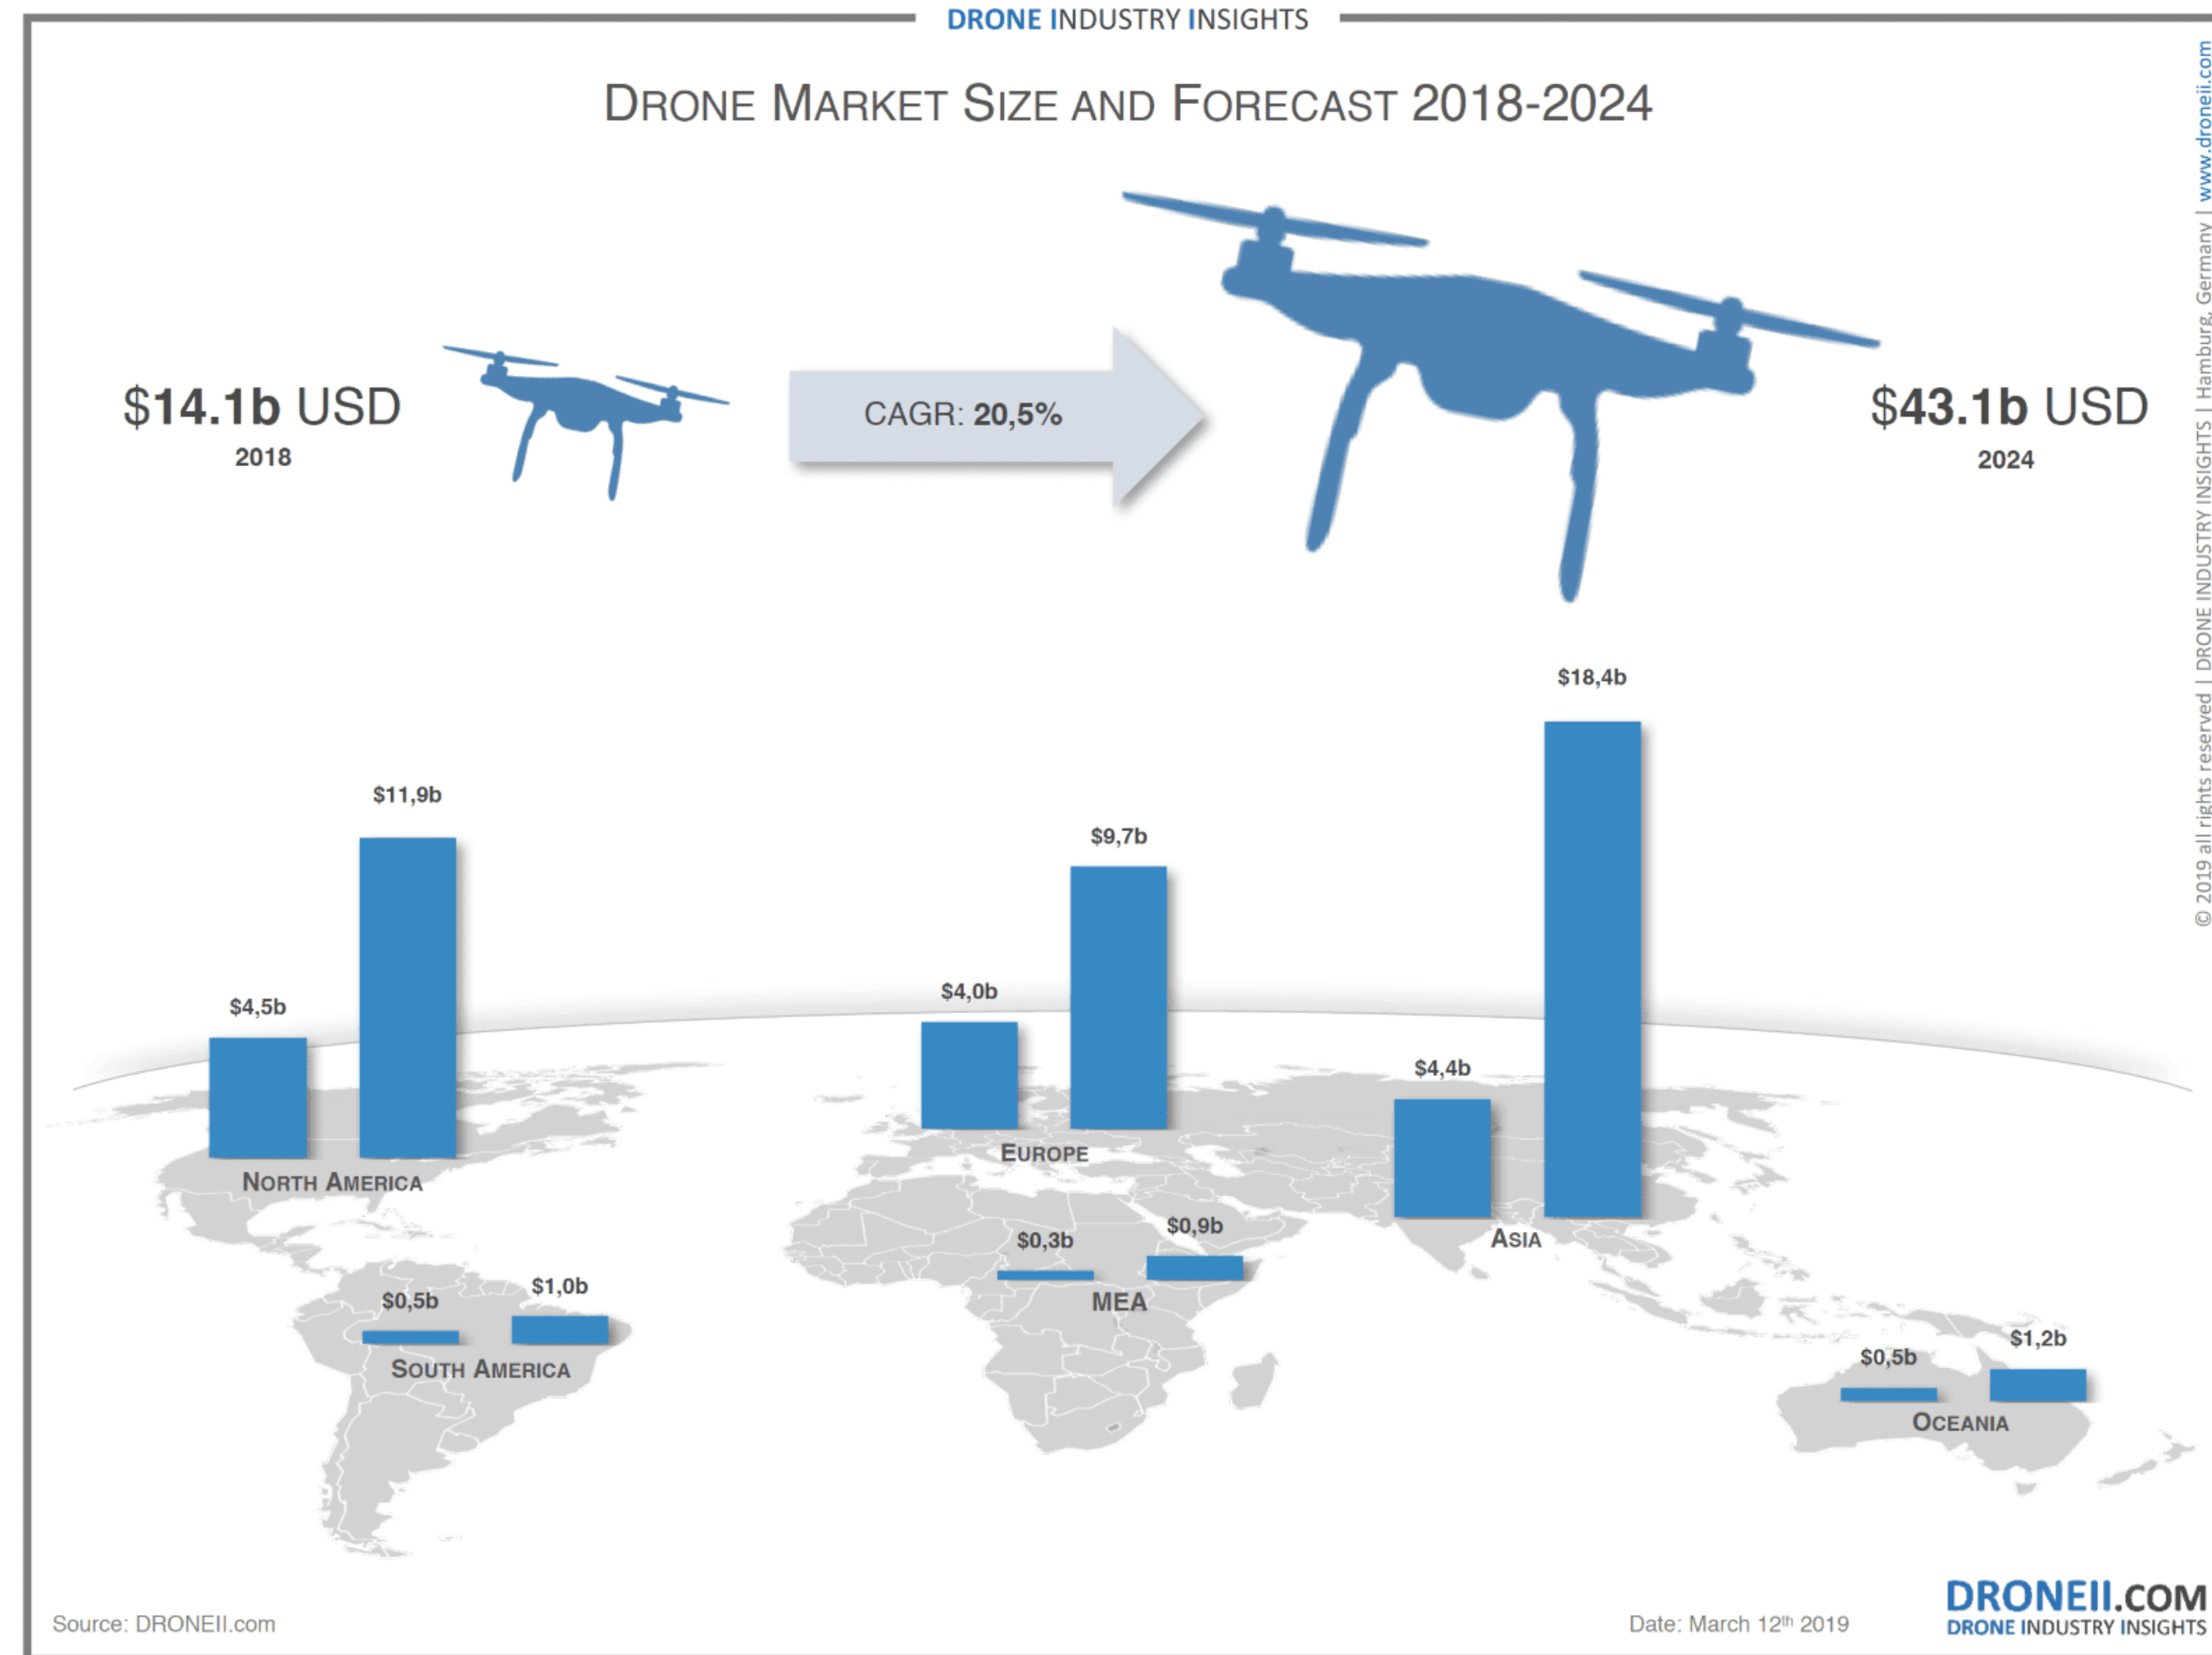 DRONE INDUSTRY INSIGHTS
DRONE MARKET SIZE AND FORECAST 2018-2024
$14.1b USD
2018
CAGR: 20,5%
$43.1b USD
2024
$4,5b
$11,9b
NORTH AMERICA
$4,0b
$9,7b
EUROPE
$4,4b
$18,4b
ASIA
$0,5b
$1,0b
SOUTH AMERICA
$0,3b
$0,9b
MEA
$0,5b
$1,2b
OCEANIA
© 2019 all rights reserved | DRONE INDUSTRY INSIGHTS | Hamburg, Germany | www.droneii.com
Source: DRONEII.com
Date: March 12th 2019
DRONEII.COM
DRONE INDUSTRY INSIGHTS